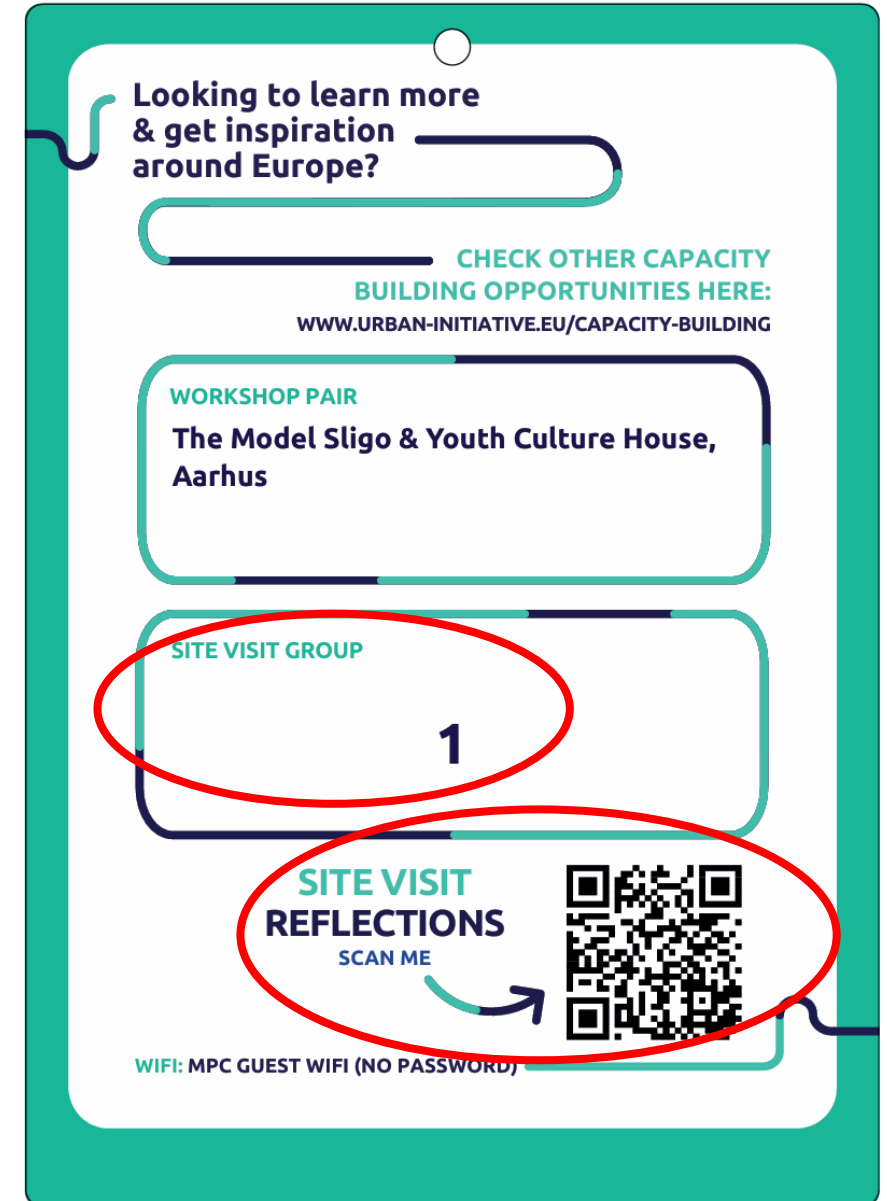 Looking to learn more
& get inspiration
around Europe?
CHECK OTHER CAPACITY
BUILDING OPPORTUNITIES HERE:
WWW.URBAN-INITIATIVE.EU/CAPACITY-BUILDING
WORKSHOP PAIR
The Model Sligo & Youth Culture House,
Aarhus
SITE VISIT GROUP
1
SITE VISIT
REFLECTIONS
SCAN ME
WIFI: MPC GUEST WIFI (NO PASSWORD)